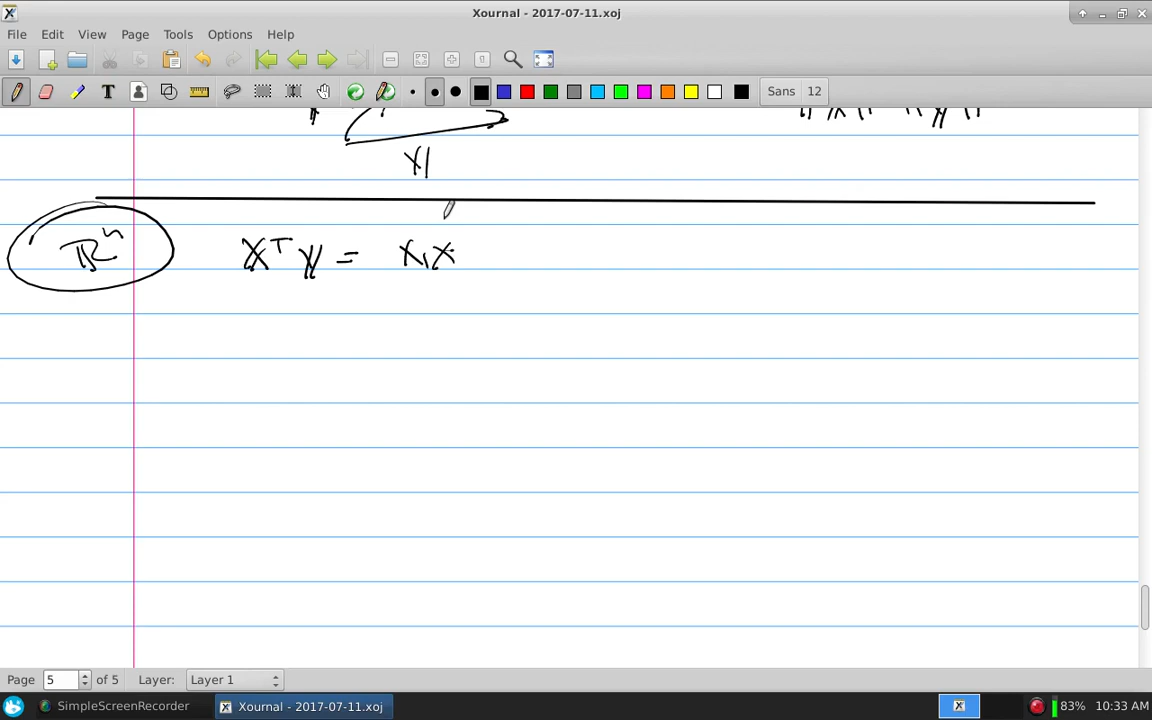 Xournal - 2017-07-11.xoj
File Edit View Page Tools Options Help
Sans 12
x
ℝⁿ xᵀy = x₁x
Page 5 of 5 Layer: Layer 1
SimpleScreenRecorder Xournal - 2017-07-11.xoj 83% 10:33 AM